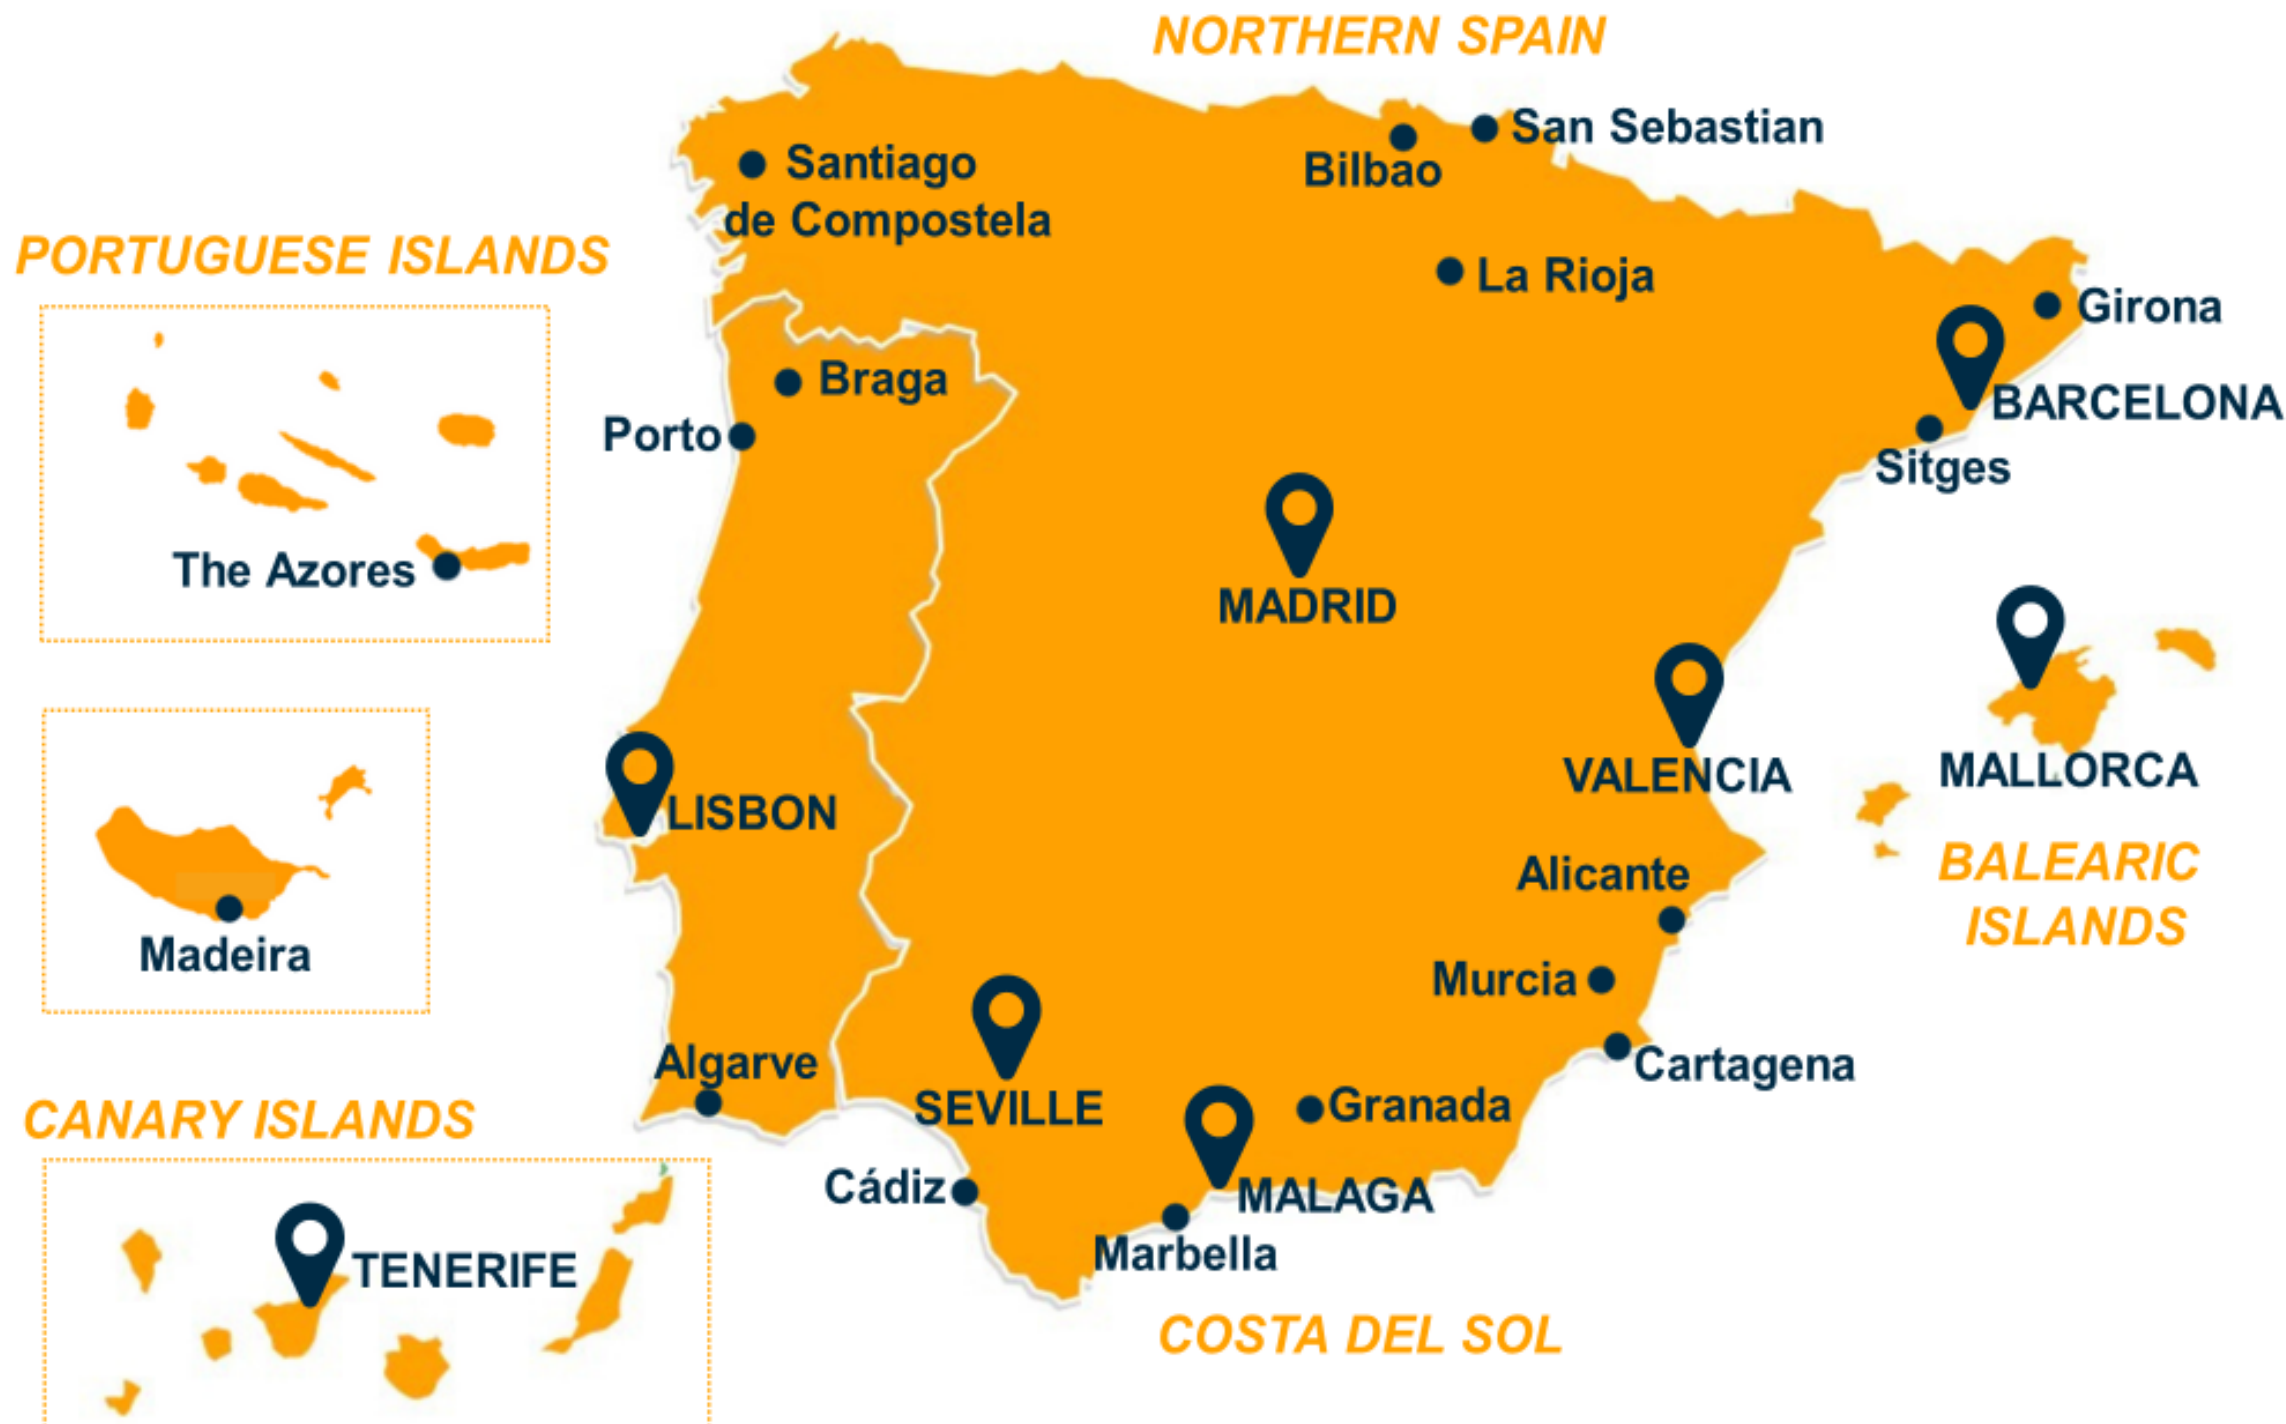 NORTHERN SPAIN
San Sebastian
Bilbao
Santiago
de Compostela
PORTUGUESE ISLANDS
La Rioja
Girona
Braga
BARCELONA
Porto
Sitges
The Azores
MADRID
VALENCIA
MALLORCA
LISBON
BALEARIC
ISLANDS
Alicante
Madeira
Murcia
Algarve
Cartagena
CANARY ISLANDS
SEVILLE
Granada
Cádiz
MALAGA
Marbella
TENERIFE
COSTA DEL SOL